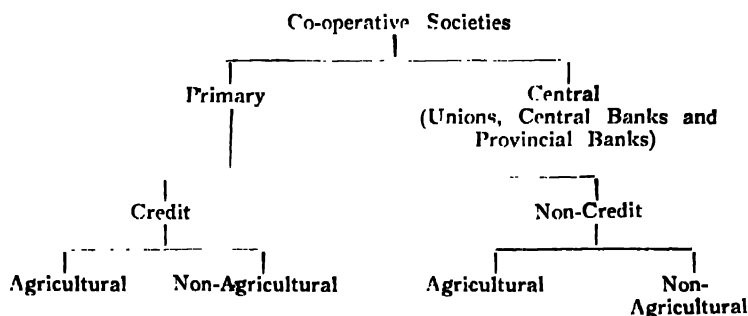 Co-operative Societies
Primary
Central
(Unions, Central Banks and
Provincial Banks)
Credit
Non-Credit
Agricultural
Non-Agricultural
Agricultural
Non-
Agricultural